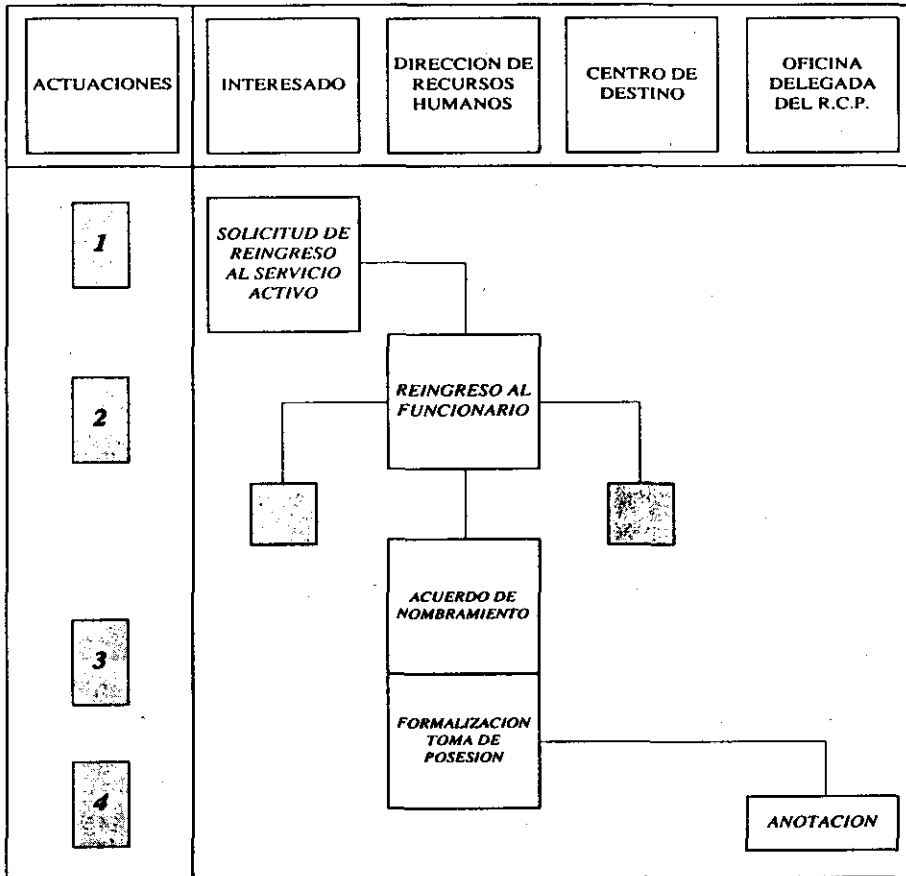 ACTUACIONES
INTERESADO
DIRECCION DE
RECURSOS
HUMANOS
CENTRO DE
DESTINO
OFICINA
DELEGADA
DEL R.C.P.
1
SOLICITUD DE
REINGRESO
AL SERVICIO
ACTIVO
2
REINGRESO AL
FUNCIONARIO
ACUERDO DE
NOMBRAMIENTO
3
FORMALIZACION
TOMA DE
POSESION
4
ANOTACION